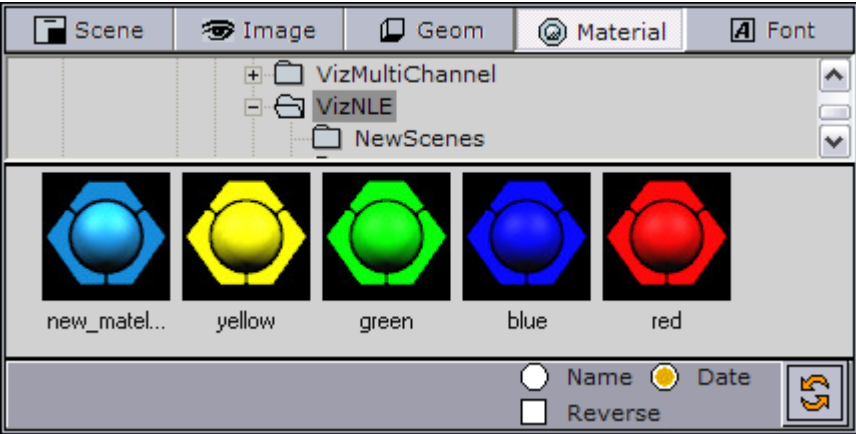 Scene Image Geom Material Font
VizMultiChannel
VizNLE
NewScenes
new_matel... yellow green blue red
Name Date
Reverse